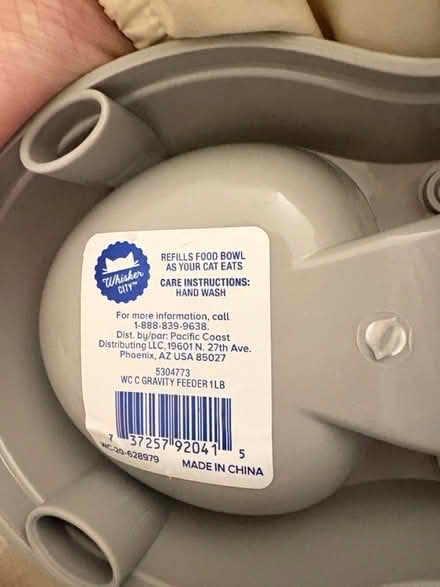 Whisker
CITY™
REFILLS FOOD BOWL
AS YOUR CAT EATS
CARE INSTRUCTIONS:
HAND WASH
For more information, call
1-888-839-9638.
Dist. by/par: Pacific Coast
Distributing LLC, 19601 N. 27th Ave.
Phoenix, AZ USA 85027
5304773
WC C GRAVITY FEEDER 1LB
7 37257 92041 5
WC-20-628979
MADE IN CHINA